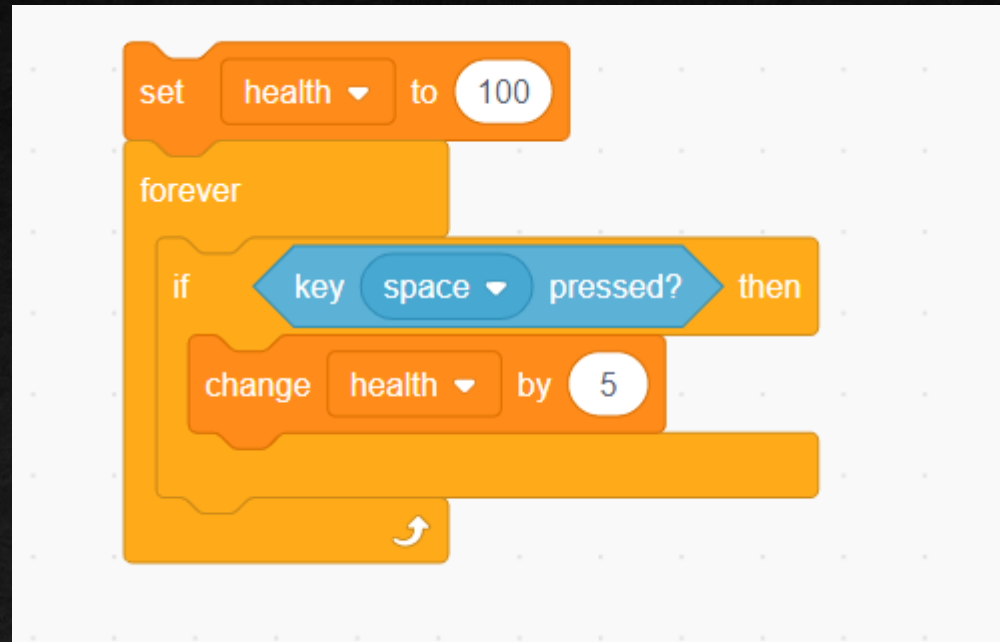 set health to 100
forever
if key space pressed? then
change health by 5